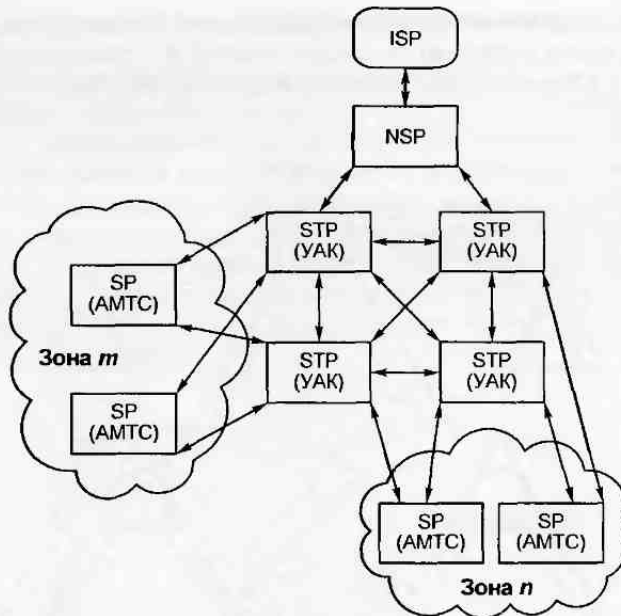 ISP
NSP
STP
(УАК)
STP
(УАК)
SP
(АМТС)
Зона m
STP
(УАК)
STP
(УАК)
SP
(АМТС)
SP
(АМТС)
SP
(АМТС)
Зона n